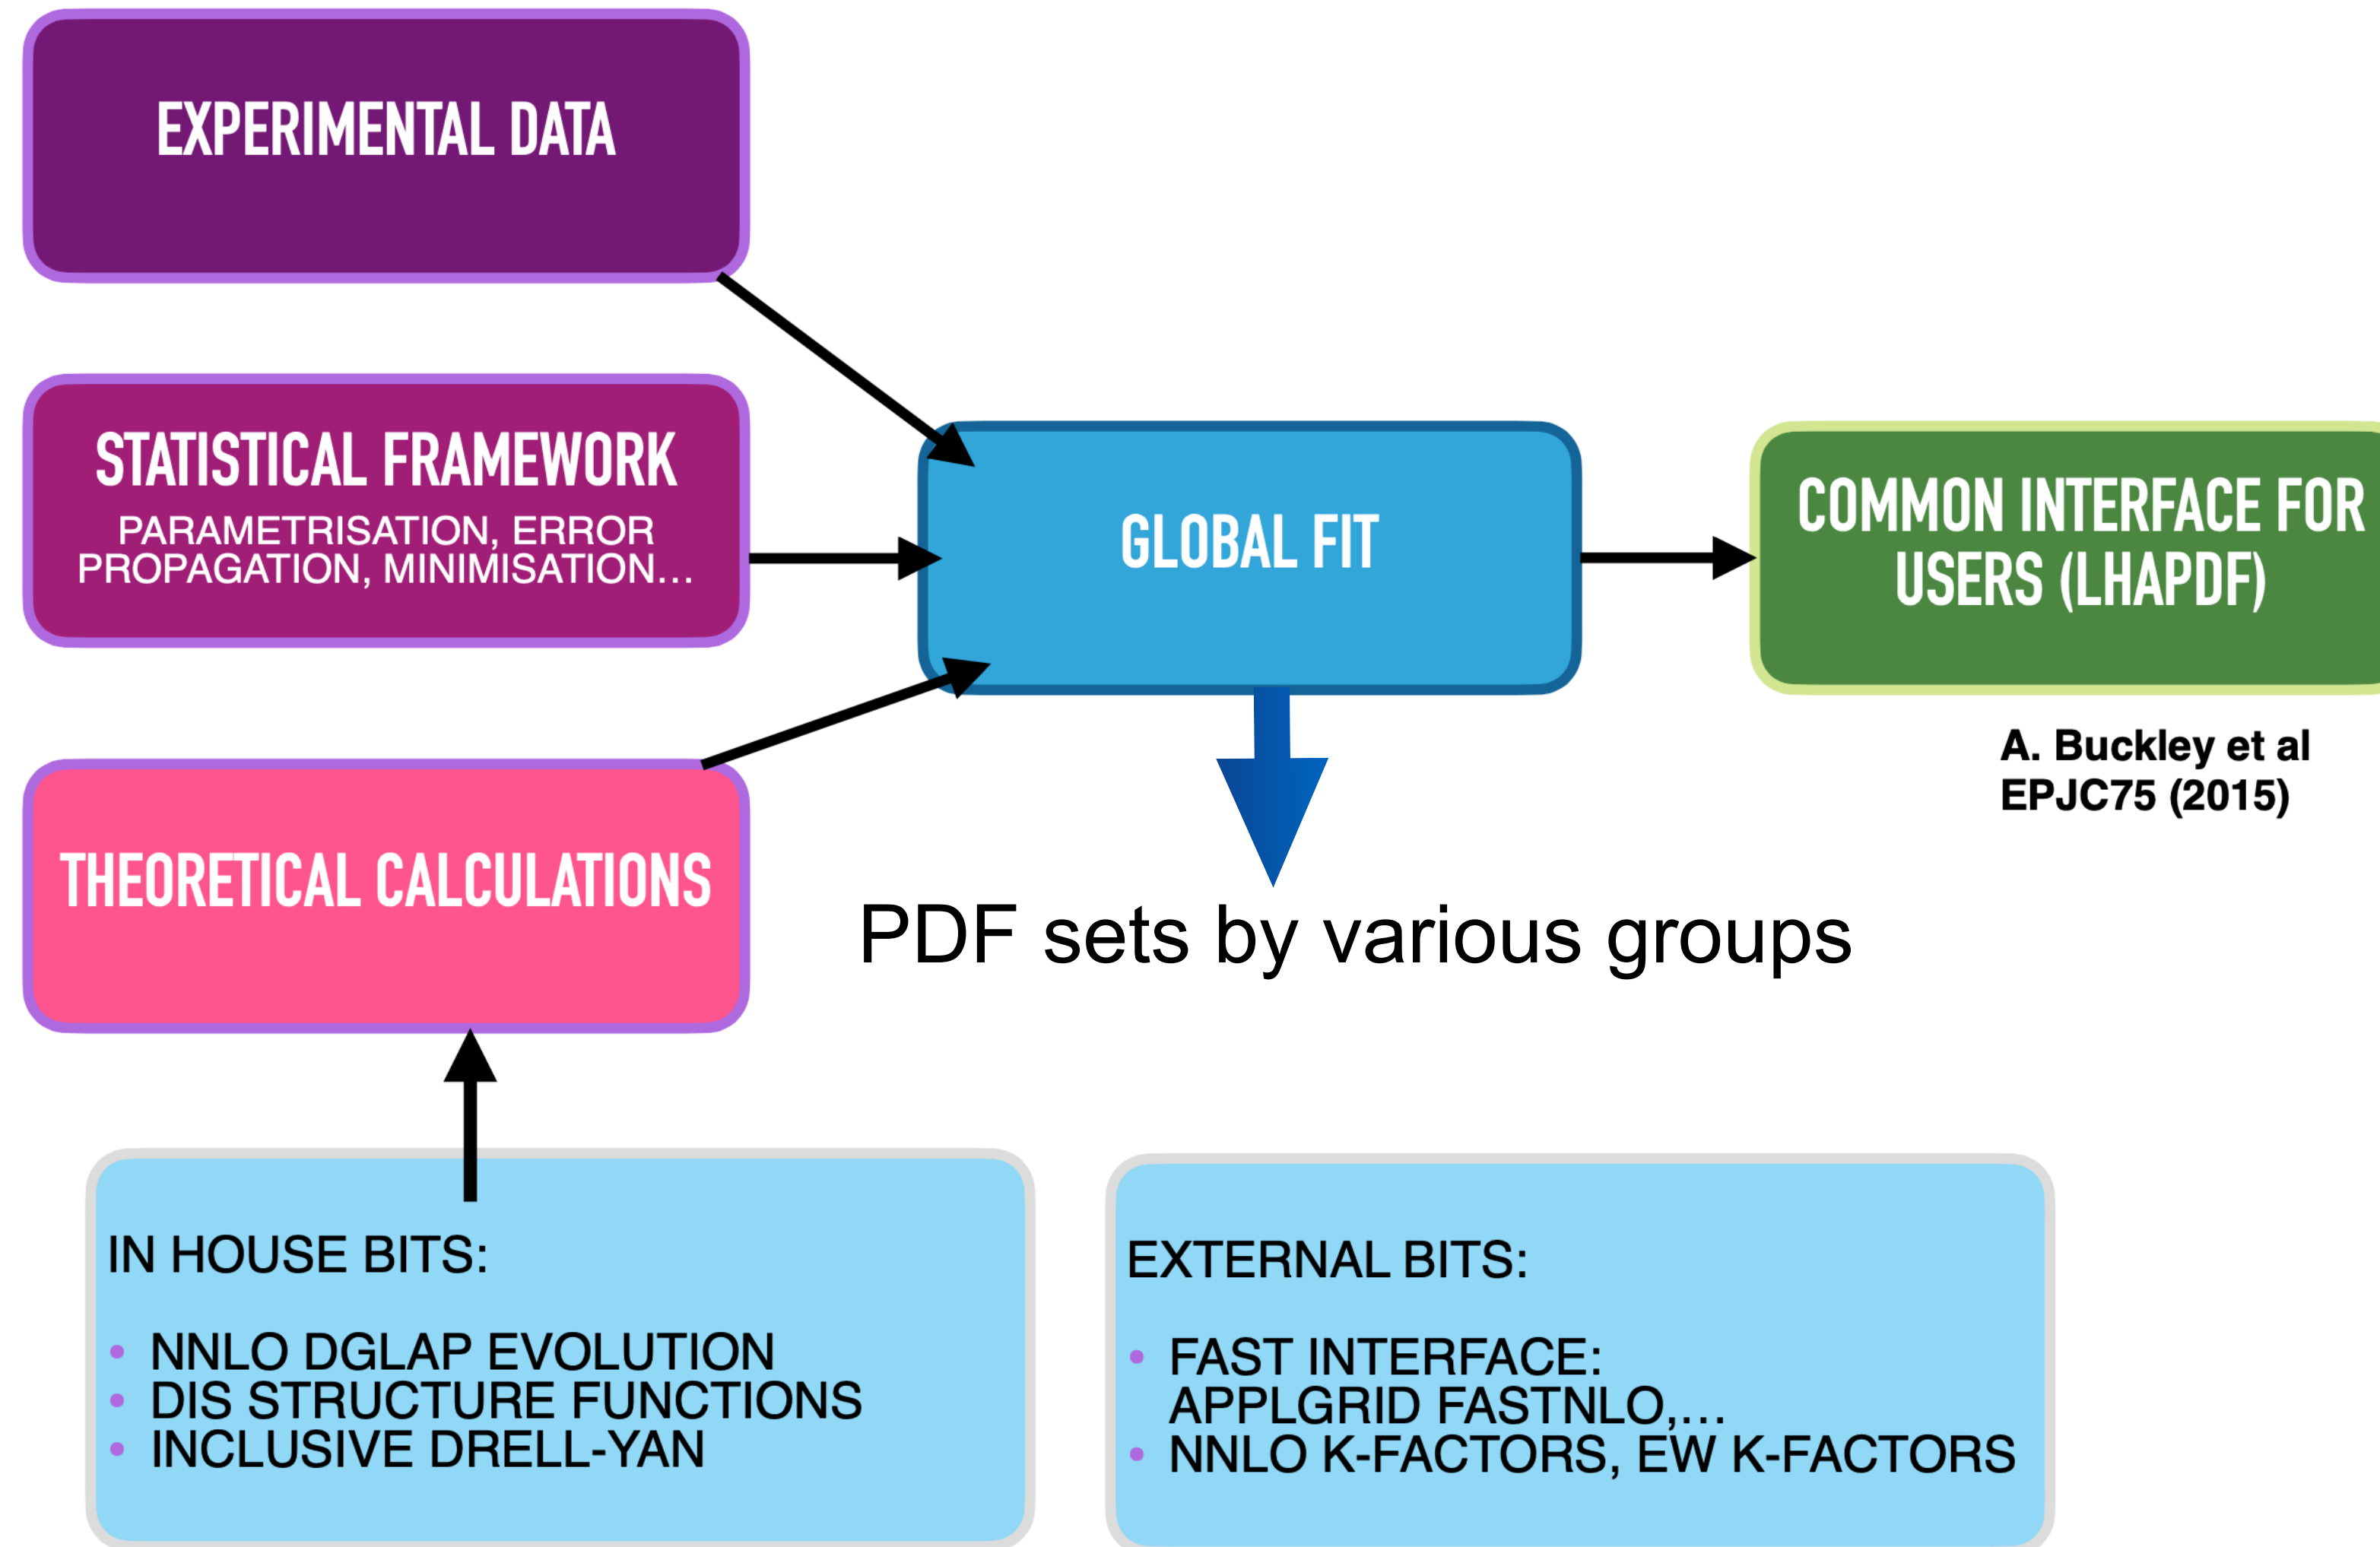 EXPERIMENTAL DATA
STATISTICAL FRAMEWORK
PARAMETRISATION, ERROR
PROPAGATION, MINIMISATION...
GLOBAL FIT
COMMON INTERFACE FOR
USERS (LHAPDF)
A. Buckley et al
EPJC75 (2015)
THEORETICAL CALCULATIONS
PDF sets by various groups
IN HOUSE BITS:
• NNLO DGLAP EVOLUTION
• DIS STRUCTURE FUNCTIONS
• INCLUSIVE DRELL-YAN
EXTERNAL BITS:
• FAST INTERFACE:
APPLGRID FASTNLO,...
• NNLO K-FACTORS, EW K-FACTORS